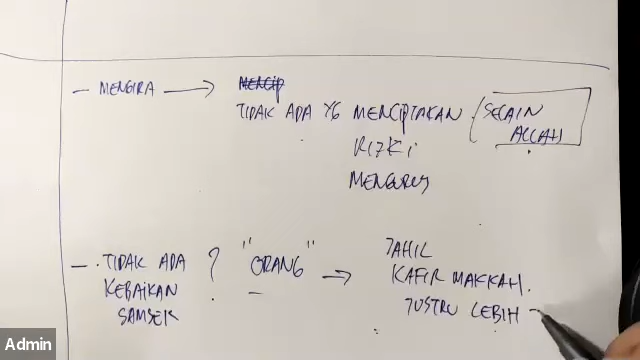 - MENGIRA → MENCIP
TIDAK ADA YG MENCIPTAKAN (SELAIN
ALLAH
RIZKI
MENGURUS
- . TIDAK ADA ? "ORANG" → JAHIL
KEBAIKAN KAFIR MAKKAH.
SAMSEK JUSTRU LEBIH -
Admin